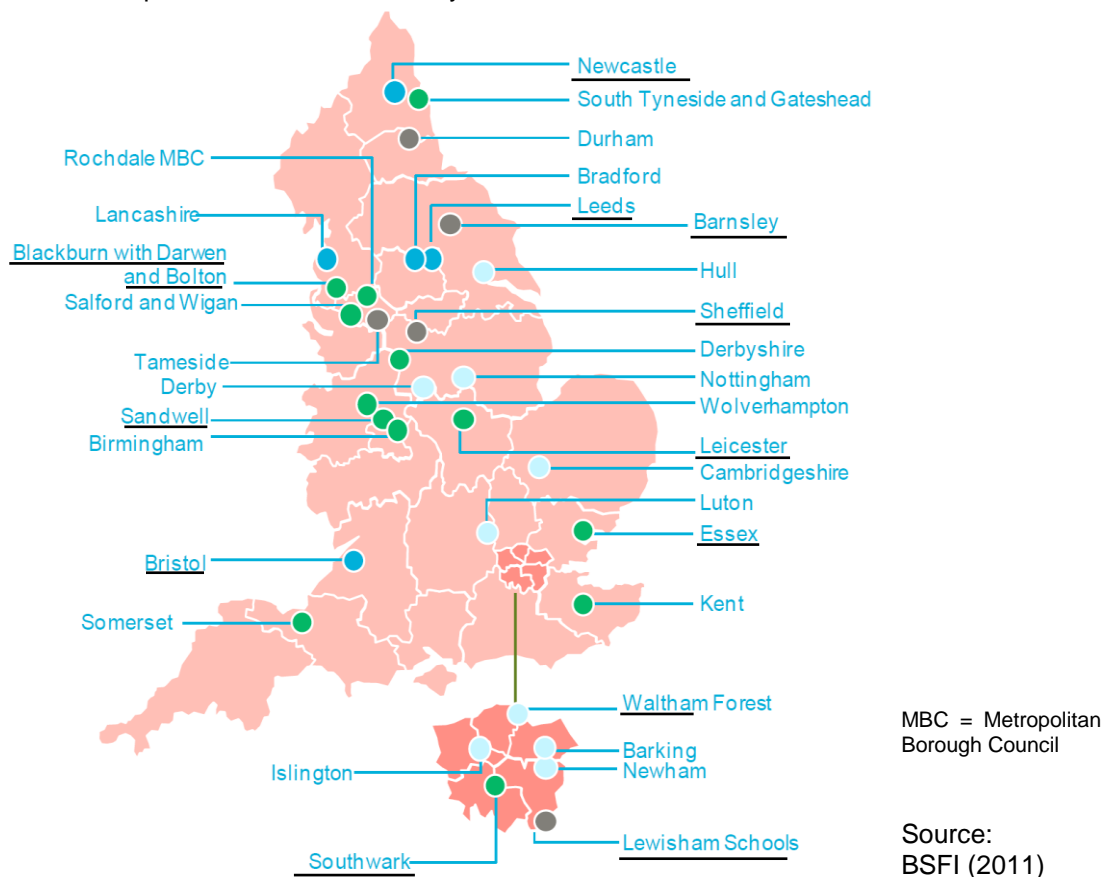 Newcastle
South Tyneside and Gateshead
Durham
Rochdale MBC
Bradford
Lancashire
Leeds
Barnsley
Blackburn with Darwen
and Bolton
Hull
Salford and Wigan
Sheffield
Derbyshire
Tameside
Nottingham
Derby
Wolverhampton
Sandwell
Birmingham
Leicester
Cambridgeshire
Luton
Essex
Bristol
Kent
Somerset
Waltham Forest
MBC = Metropolitan
Borough Council
Barking
Islington
Newham
Lewisham Schools
Southwark
Source:
BSFI (2011)